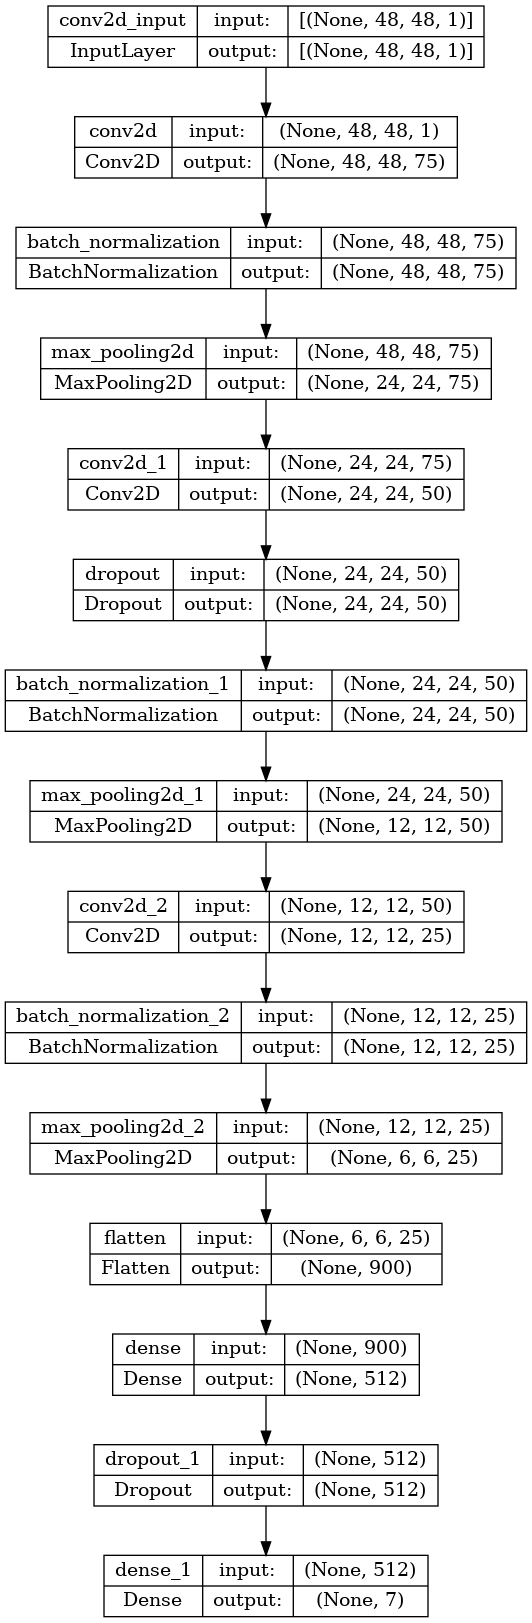 conv2d_input input: [(None, 48, 48, 1)]
InputLayer output: [(None, 48, 48, 1)]
conv2d input: (None, 48, 48, 1)
Conv2D output: (None, 48, 48, 75)
batch_normalization input: (None, 48, 48, 75)
BatchNormalization output: (None, 48, 48, 75)
max_pooling2d input: (None, 48, 48, 75)
MaxPooling2D output: (None, 24, 24, 75)
conv2d_1 input: (None, 24, 24, 75)
Conv2D output: (None, 24, 24, 50)
dropout input: (None, 24, 24, 50)
Dropout output: (None, 24, 24, 50)
batch_normalization_1 input: (None, 24, 24, 50)
BatchNormalization output: (None, 24, 24, 50)
max_pooling2d_1 input: (None, 24, 24, 50)
MaxPooling2D output: (None, 12, 12, 50)
conv2d_2 input: (None, 12, 12, 50)
Conv2D output: (None, 12, 12, 25)
batch_normalization_2 input: (None, 12, 12, 25)
BatchNormalization output: (None, 12, 12, 25)
max_pooling2d_2 input: (None, 12, 12, 25)
MaxPooling2D output: (None, 6, 6, 25)
flatten input: (None, 6, 6, 25)
Flatten output: (None, 900)
dense input: (None, 900)
Dense output: (None, 512)
dropout_1 input: (None, 512)
Dropout output: (None, 512)
dense_1 input: (None, 512)
Dense output: (None, 7)